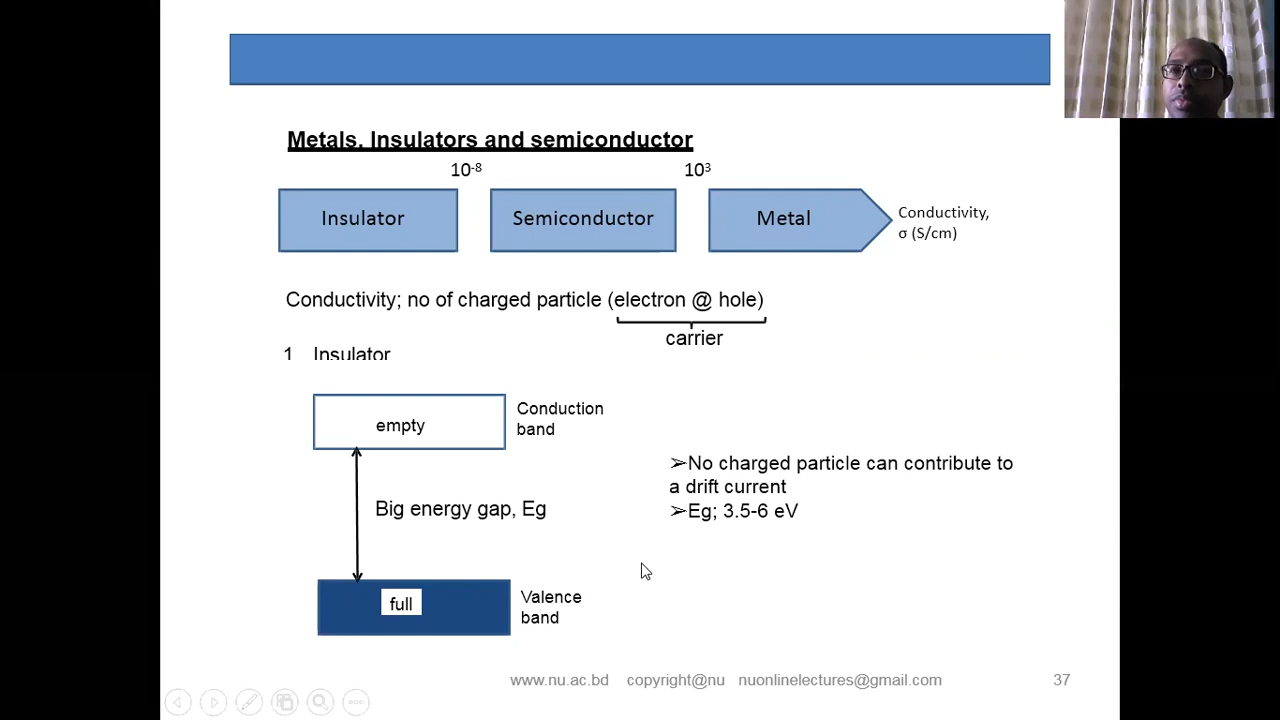 Metals, Insulators and semiconductor
10-8 103
Insulator Semiconductor Metal Conductivity,
σ (S/cm)
Conductivity; no of charged particle (electron @ hole)
carrier
1 Insulator
empty
Conduction
band
Big energy gap, Eg
➢No charged particle can contribute to
a drift current
➢Eg; 3.5-6 eV
full
Valence
band
www.nu.ac.bd copyright@nu nuonlinelectures@gmail.com 37